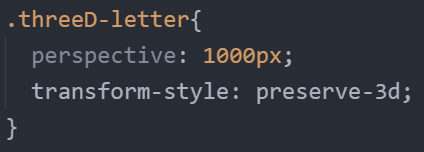 .threeD-letter{
perspective: 1000px;
transform-style: preserve-3d;
}